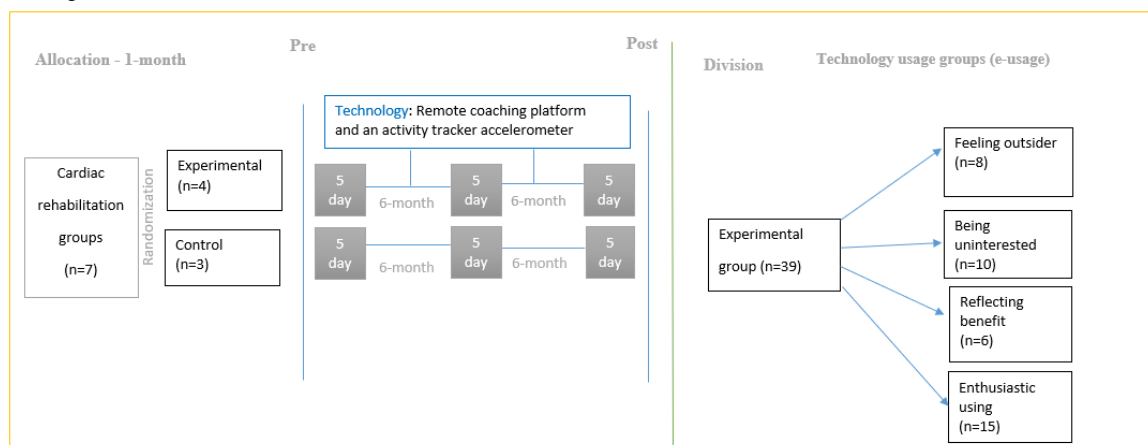 Allocation - 1-month
Pre
Post
Technology: Remote coaching platform
and an activity tracker accelerometer
Cardiac
rehabilitation
groups
(n=7)
Randomization
Experimental
(n=4)
Control
(n=3)
5
day
6-month
5
day
6-month
5
day
5
day
6-month
5
day
6-month
5
day
Division
Technology usage groups (e-usage)
Experimental
group (n=39)
Feeling outsider
(n=8)
Being
uninterested
(n=10)
Reflecting
benefit
(n=6)
Enthusiastic
using
(n=15)